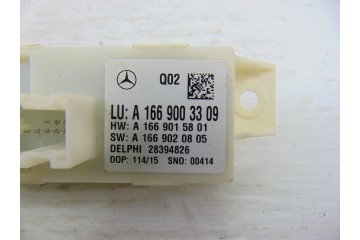 Q02
LU: A 166 900 33 09
HW: A 166 901 58 01
SW: A 166 902 08 05
DELPHI 28394826
DOP: 114/15 SNO: 00414